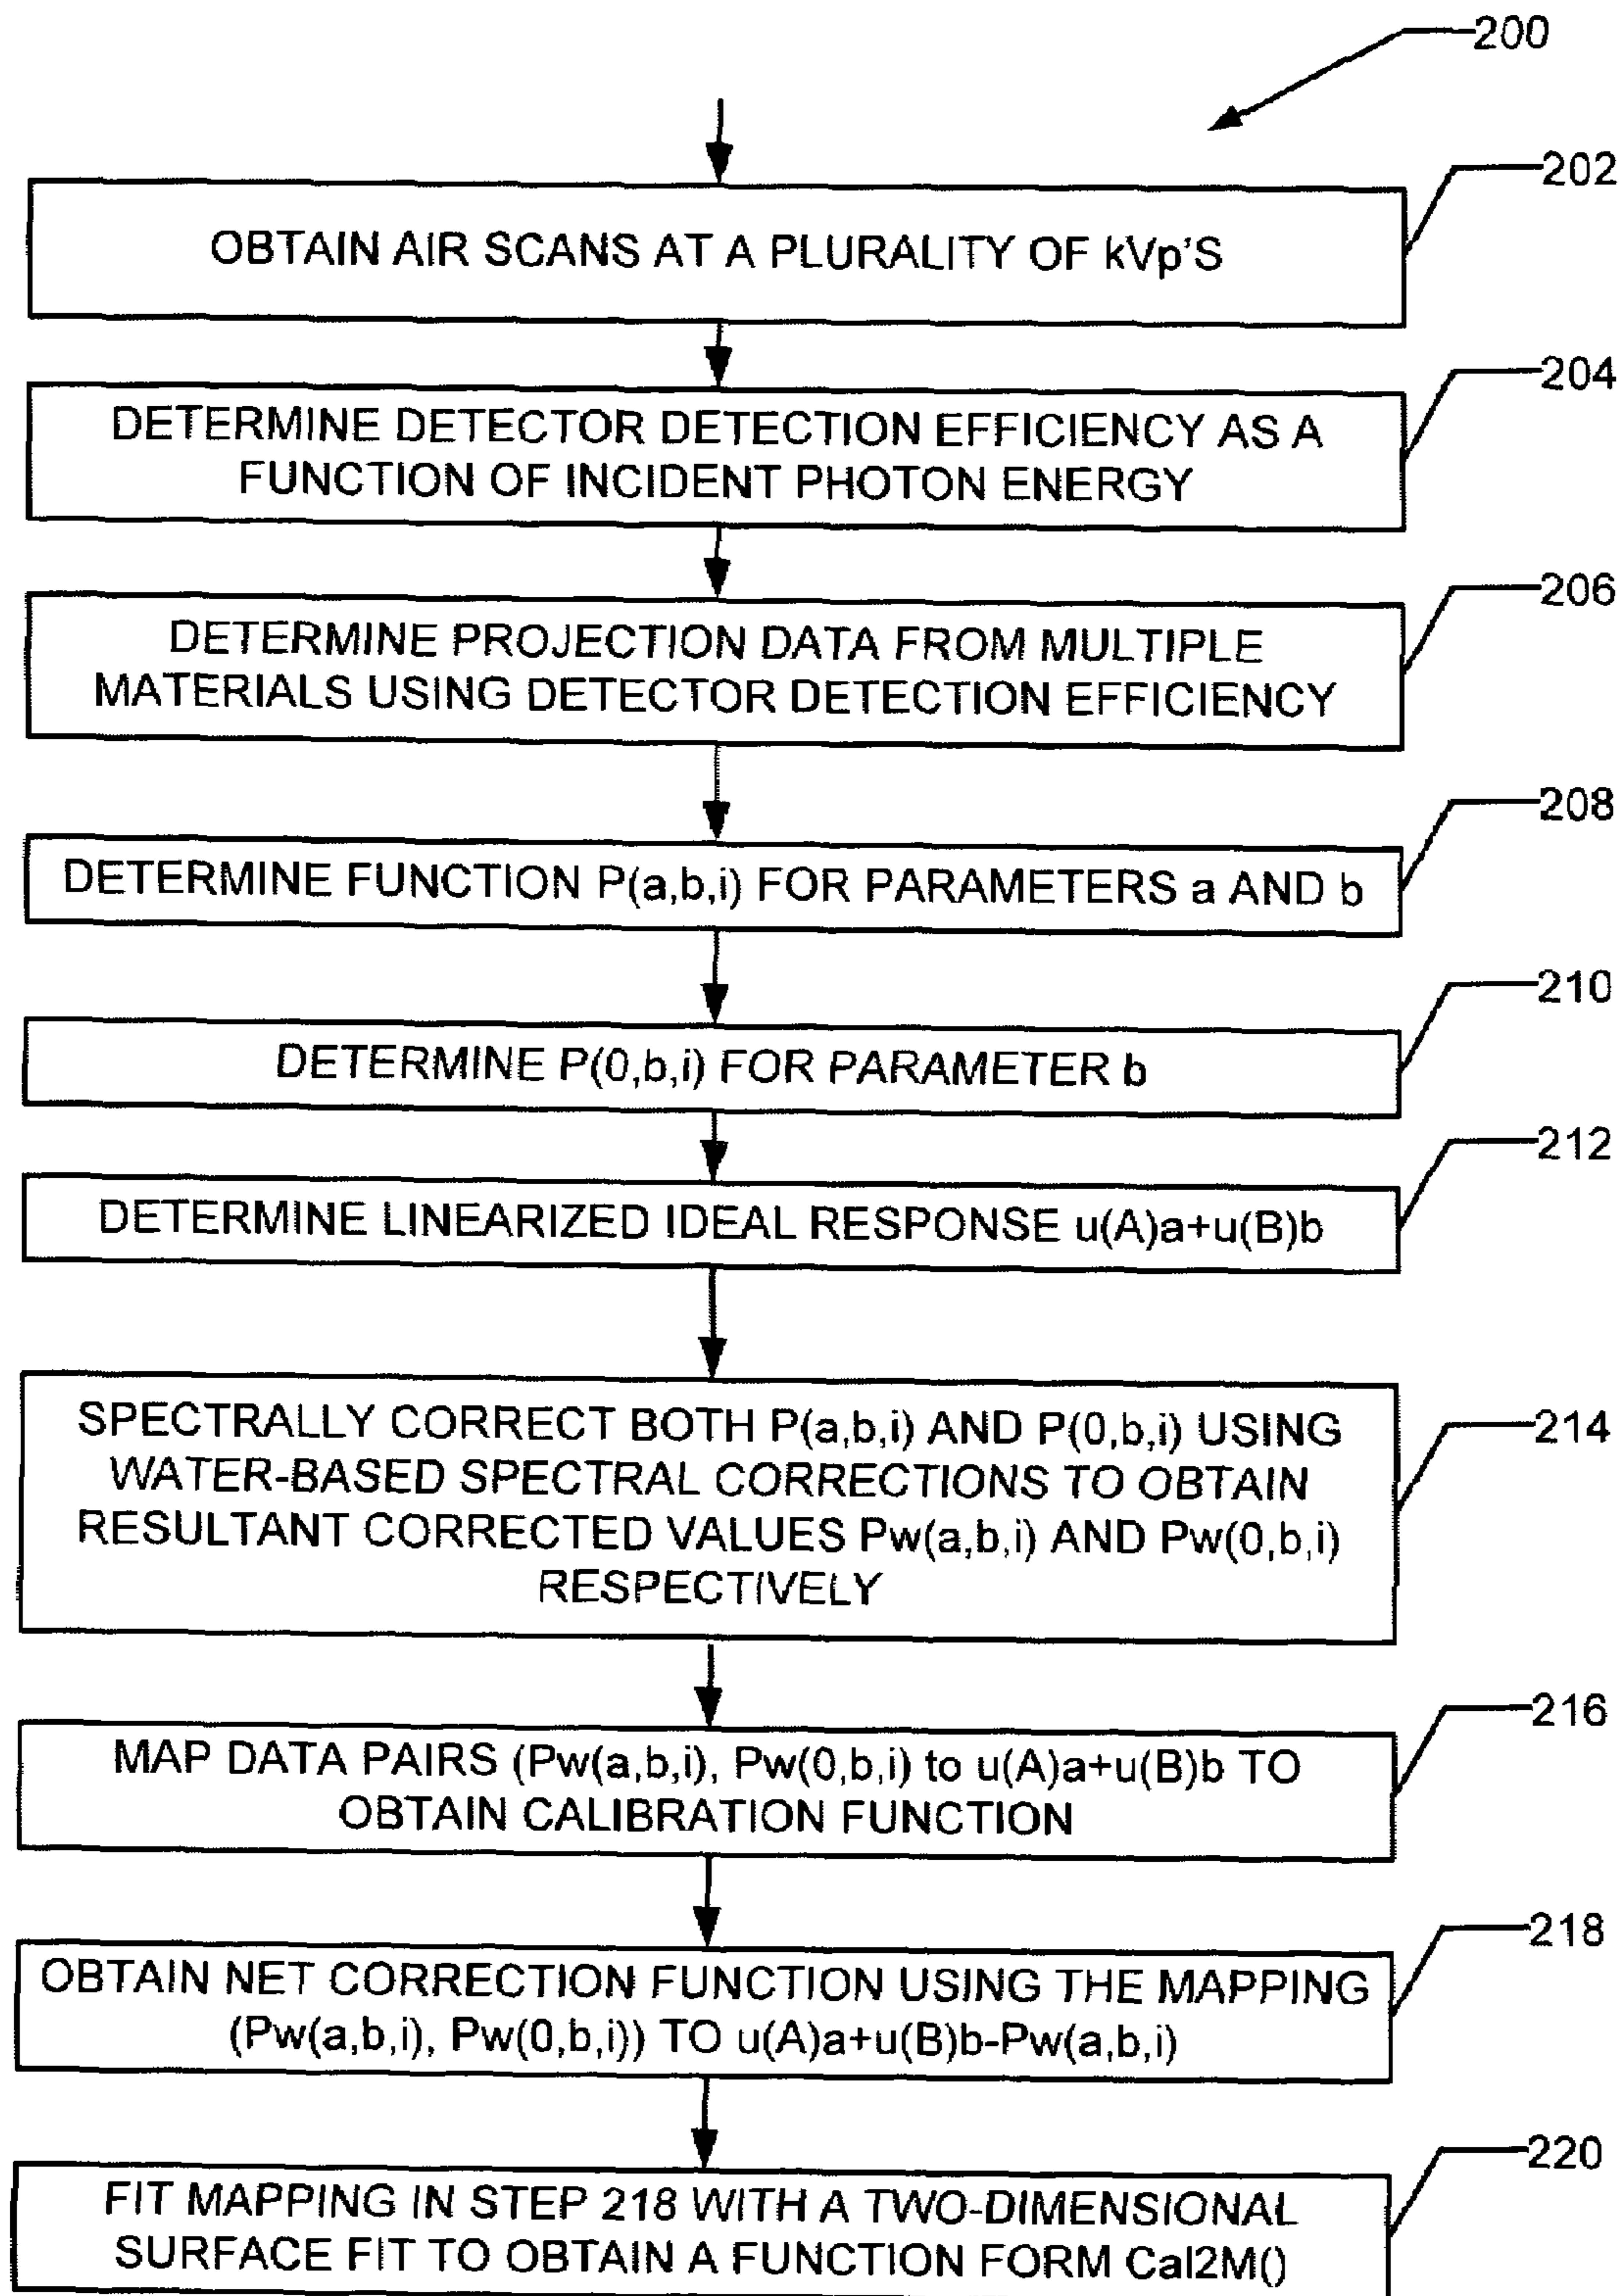 200
202
OBTAIN AIR SCANS AT A PLURALITY OF kVp'S
204
DETERMINE DETECTOR DETECTION EFFICIENCY AS A
FUNCTION OF INCIDENT PHOTON ENERGY
206
DETERMINE PROJECTION DATA FROM MULTIPLE
MATERIALS USING DETECTOR DETECTION EFFICIENCY
208
DETERMINE FUNCTION P(a,b,i) FOR PARAMETERS a AND b
210
DETERMINE P(0,b,i) FOR PARAMETER b
212
DETERMINE LINEARIZED IDEAL RESPONSE u(A)a+u(B)b
214
SPECTRALLY CORRECT BOTH P(a,b,i) AND P(0,b,i) USING
WATER-BASED SPECTRAL CORRECTIONS TO OBTAIN
RESULTANT CORRECTED VALUES Pw(a,b,i) AND Pw(0,b,i)
RESPECTIVELY
216
MAP DATA PAIRS (Pw(a,b,i), Pw(0,b,i) to u(A)a+u(B)b TO
OBTAIN CALIBRATION FUNCTION
218
OBTAIN NET CORRECTION FUNCTION USING THE MAPPING
(Pw(a,b,i), Pw(0,b,i)) TO u(A)a+u(B)b-Pw(a,b,i)
220
FIT MAPPING IN STEP 218 WITH A TWO-DIMENSIONAL
SURFACE FIT TO OBTAIN A FUNCTION FORM Cal2M()